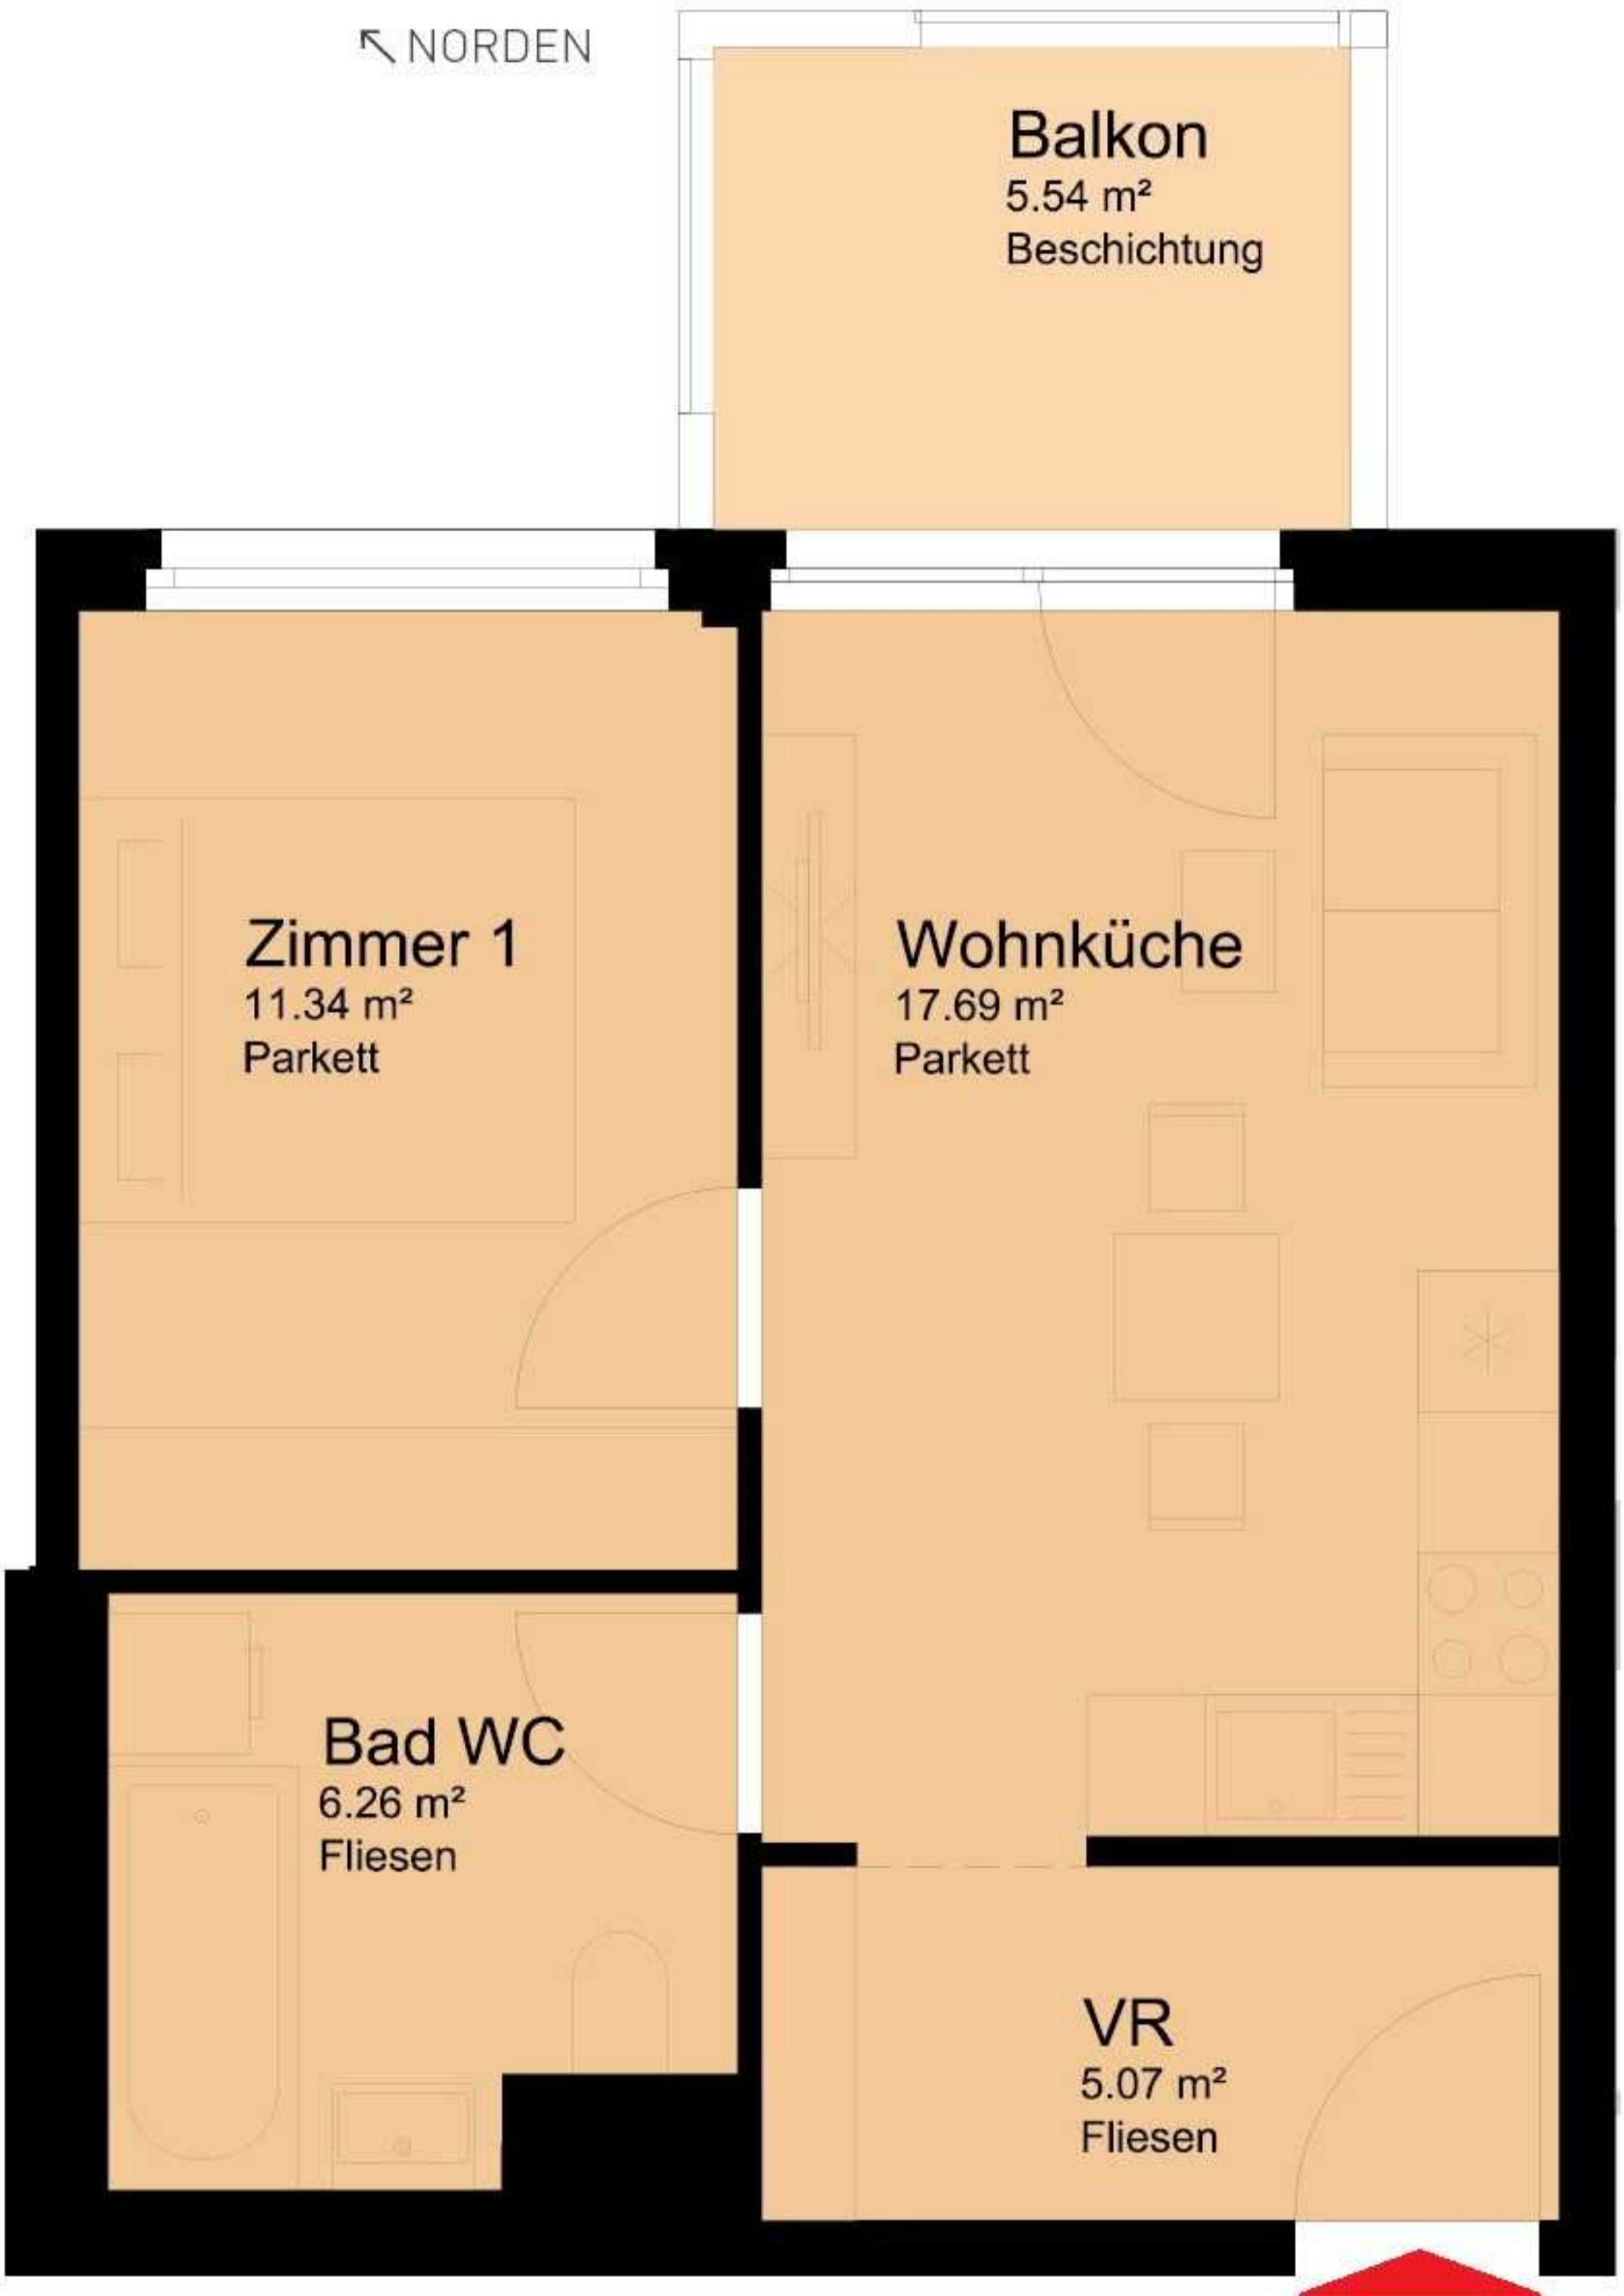 NORDEN
Balkon
5.54 m²
Beschichtung
Zimmer 1
11.34 m²
Parkett
Wohnküche
17.69 m²
Parkett
Bad WC
6.26 m²
Fliesen
VR
5.07 m²
Fliesen